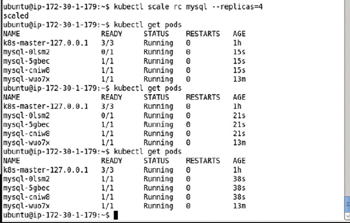 ubuntu@ip-172-30-1-179:~$ kubectl scale rc mysql --replicas=4
scaled
ubuntu@ip-172-30-1-179:~$ kubectl get pods
NAME READY STATUS RESTARTS AGE
k8s-master-127.0.0.1 3/3 Running 0 1h
mysql-0lsm2 0/1 Running 0 15s
mysql-5gbec 1/1 Running 0 15s
mysql-cniw8 1/1 Running 0 15s
mysql-wuo7x 1/1 Running 0 13m
ubuntu@ip-172-30-1-179:~$ kubectl get pods
NAME READY STATUS RESTARTS AGE
k8s-master-127.0.0.1 3/3 Running 0 1h
mysql-0lsm2 0/1 Running 0 21s
mysql-5gbec 1/1 Running 0 21s
mysql-cniw8 1/1 Running 0 21s
mysql-wuo7x 1/1 Running 0 13m
ubuntu@ip-172-30-1-179:~$ kubectl get pods
NAME READY STATUS RESTARTS AGE
k8s-master-127.0.0.1 3/3 Running 0 1h
mysql-0lsm2 1/1 Running 0 38s
mysql-5gbec 1/1 Running 0 38s
mysql-cniw8 1/1 Running 0 38s
mysql-wuo7x 1/1 Running 0 13m
ubuntu@ip-172-30-1-179:~$